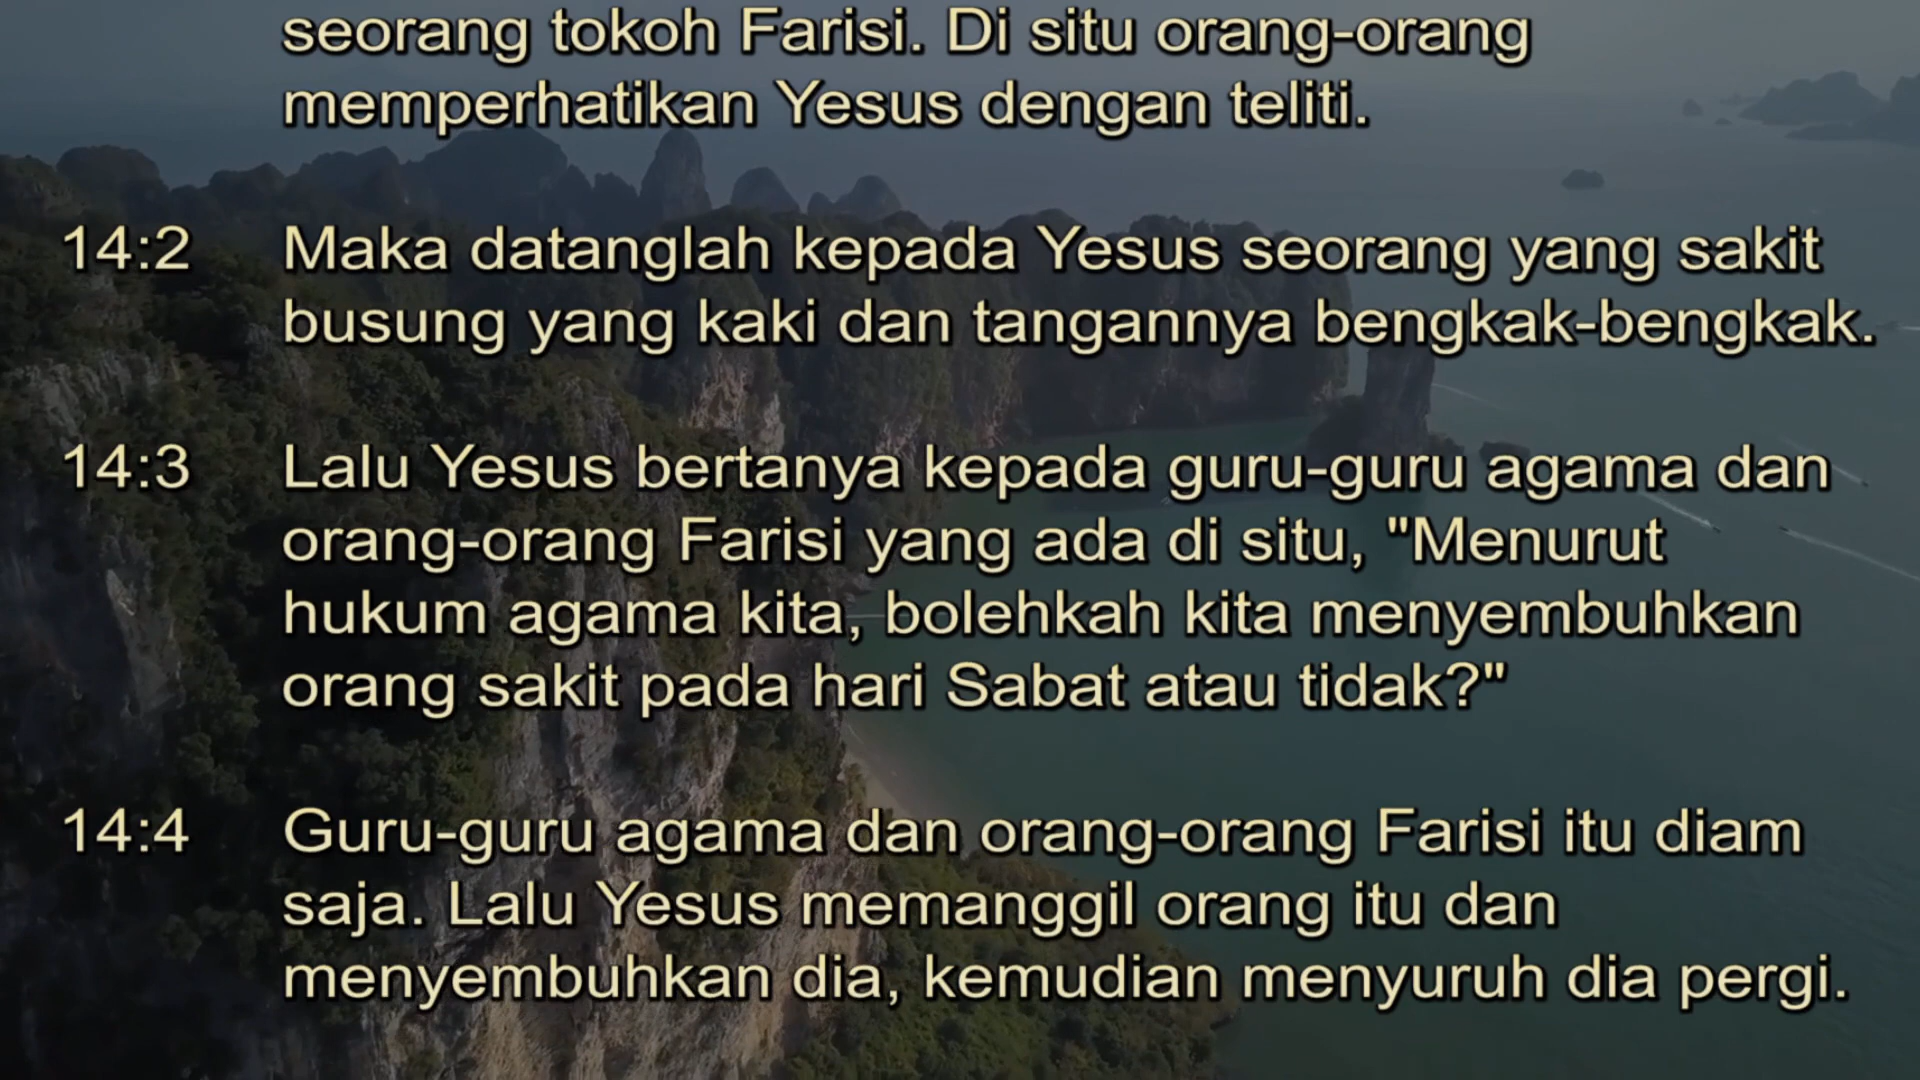 seorang tokoh Farisi. Di situ orang-orang
memperhatikan Yesus dengan teliti.
14:2 Maka datanglah kepada Yesus seorang yang sakit
busung yang kaki dan tangannya bengkak-bengkak.
14:3 Lalu Yesus bertanya kepada guru-guru agama dan
orang-orang Farisi yang ada di situ, "Menurut
hukum agama kita, bolehkah kita menyembuhkan
orang sakit pada hari Sabat atau tidak?"
14:4 Guru-guru agama dan orang-orang Farisi itu diam
saja. Lalu Yesus memanggil orang itu dan
menyembuhkan dia, kemudian menyuruh dia pergi.